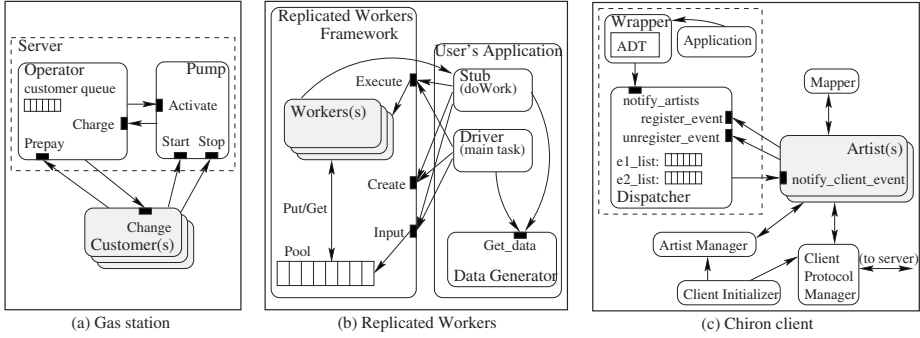 Server
Operator
customer queue
Charge
Prepay
Pump
Activate
Start
Stop
Change
Customer(s)
(a) Gas station
Replicated Workers
Framework
Execute
Workers(s)
Create
Put/Get
Input
Pool
User's Application
Stub
(doWork)
Driver
(main task)
Get_data
Data Generator
(b) Replicated Workers
Wrapper
ADT
Application
notify_artists
register_event
unregister_event
e1_list:
e2_list:
Dispatcher
Mapper
Artist(s)
notify_client_event
Artist Manager
Client Initializer
Client
Protocol
Manager
(to server)
(c) Chiron client